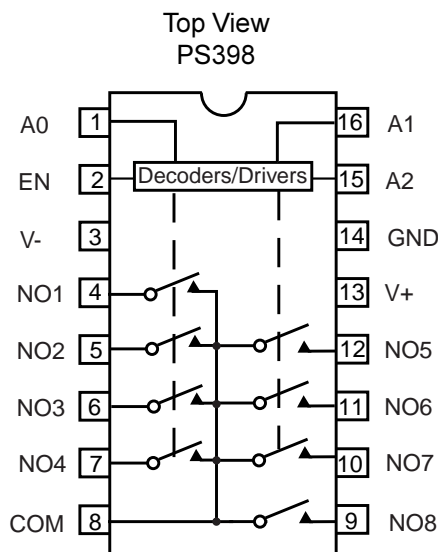 Top View
PS398
A0 1 16 A1
EN 2 Decoders/Drivers 15 A2
V- 3 14 GND
NO1 4 13 V+
NO2 5 12 NO5
NO3 6 11 NO6
NO4 7 10 NO7
COM 8 9 NO8